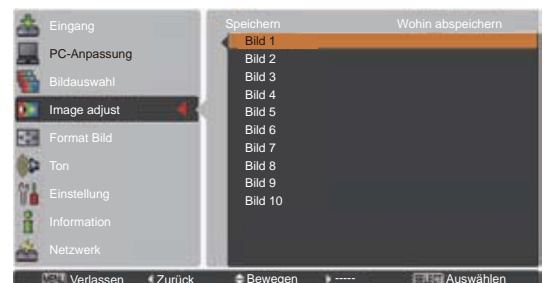 Eingang
PC-Anpassung
Bildauswahl
Image adjust
Format Bild
Ton
Einstellung
Information
Netzwerk
Speichern Wohin abspeichern
Bild 1
Bild 2
Bild 3
Bild 4
Bild 5
Bild 6
Bild 7
Bild 8
Bild 9
Bild 10
MENU Verlassen Zurück Bewegen ----- SELECT Auswählen